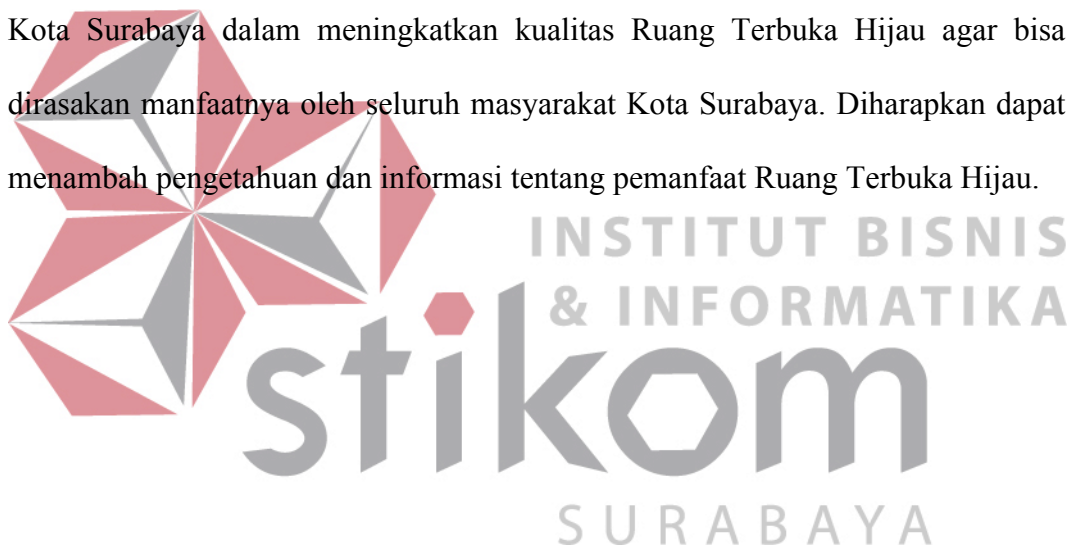 Kota Surabaya dalam meningkatkan kualitas Ruang Terbuka Hijau agar bisa
dirasakan manfaatnya oleh seluruh masyarakat Kota Surabaya. Diharapkan dapat
menambah pengetahuan dan informasi tentang pemanfaat Ruang Terbuka Hijau.
INSTITUT BISNIS
& INFORMATIKA
stikom
SURABAYA